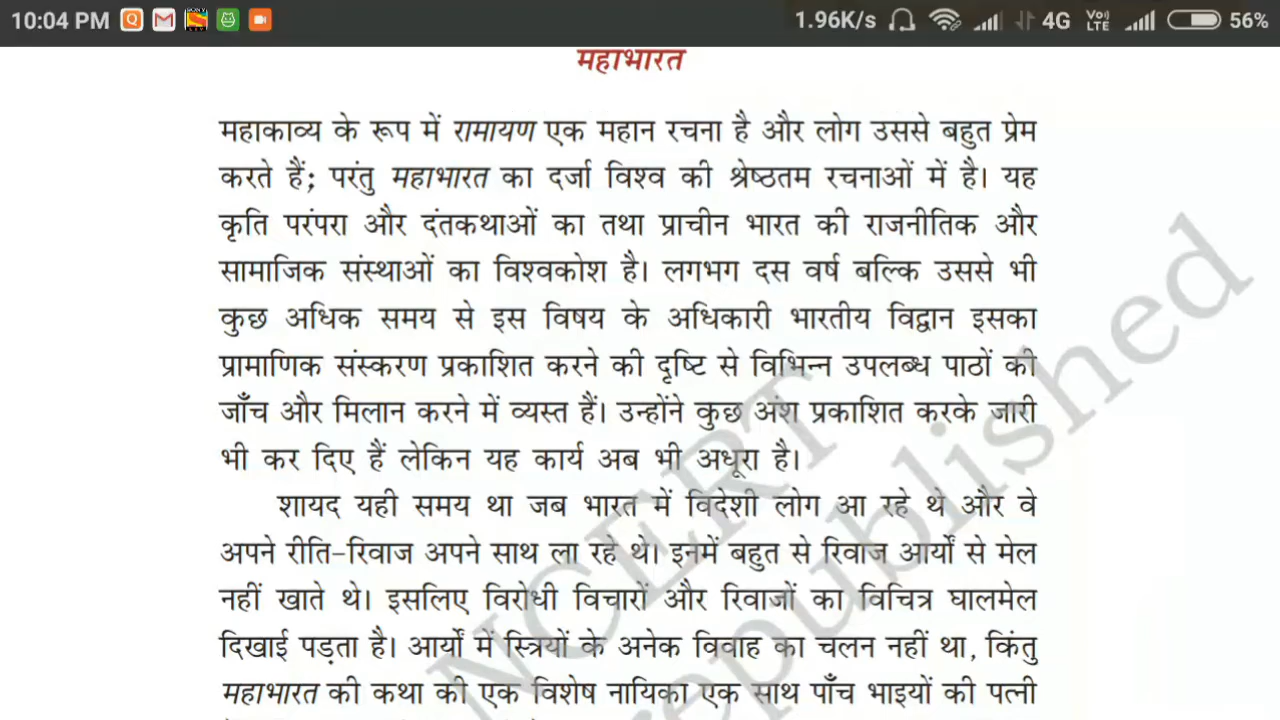 10:04 PM 1.96K/s 4G VoLTE 56%
महाभारत
महाकाव्य के रूप में रामायण एक महान रचना है और लोग उससे बहुत प्रेम
करते हैं; परंतु महाभारत का दर्जा विश्व की श्रेष्ठतम रचनाओं में है। यह
कृति परंपरा और दंतकथाओं का तथा प्राचीन भारत की राजनीतिक और
सामाजिक संस्थाओं का विश्वकोश है। लगभग दस वर्ष बल्कि उससे भी
कुछ अधिक समय से इस विषय के अधिकारी भारतीय विद्वान इसका
प्रामाणिक संस्करण प्रकाशित करने की दृष्टि से विभिन्न उपलब्ध पाठों की
जाँच और मिलान करने में व्यस्त हैं। उन्होंने कुछ अंश प्रकाशित करके जारी
भी कर दिए हैं लेकिन यह कार्य अब भी अधूरा है।
शायद यही समय था जब भारत में विदेशी लोग आ रहे थे और वे
अपने रीति-रिवाज अपने साथ ला रहे थे। इनमें बहुत से रिवाज आर्यों से मेल
नहीं खाते थे। इसलिए विरोधी विचारों और रिवाजों का विचित्र घालमेल
दिखाई पड़ता है। आर्यों में स्त्रियों के अनेक विवाह का चलन नहीं था, किंतु
महाभारत की कथा की एक विशेष नायिका एक साथ पाँच भाइयों की पत्नी
NCERT
republished